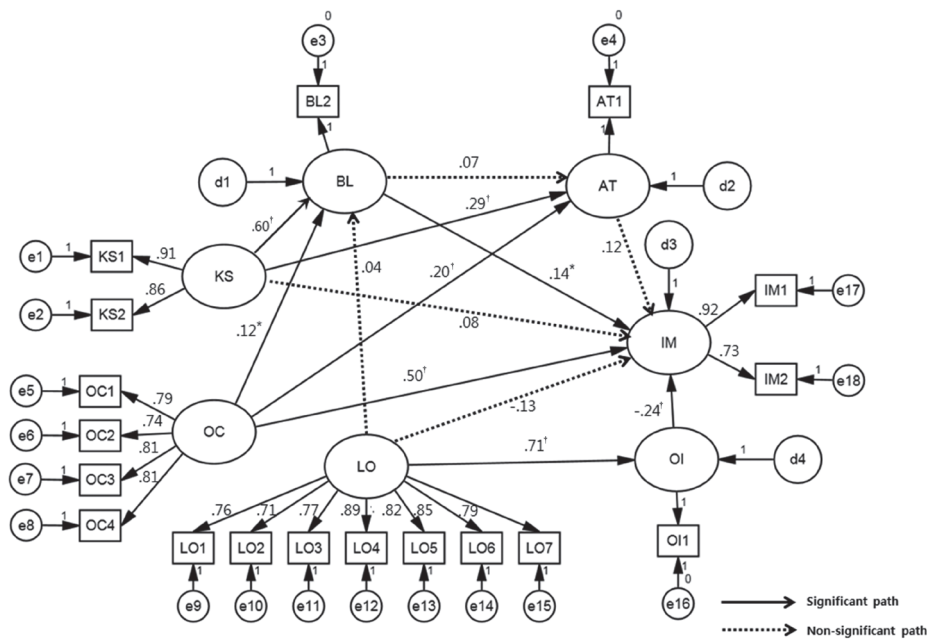 0 0
e3 e4
1 1
BL2 AT1
1 1
d1 1 BL .07 AT 1 d2
.60† .29†
e1 1 KS1 .91 KS .04 .20† .14* .12 d3
1
e2 1 KS2 .86 .12* .08 .92 IM1 1 e17
IM
.50† .73 IM2 1 e18
e5 1 OC1 .79 -.13 -.24†
e6 1 OC2 .74 OC
e7 1 OC3 .81 LO .71† OI 1 d4
e8 1 OC4 .81
.76 .71 .77 .89 .82 .85 .79 1
LO1 LO2 LO3 LO4 LO5 LO6 LO7 OI1
1 1 1 1 1 1 1 1
0
e9 e10 e11 e12 e13 e14 e15 e16
Significant path
Non-significant path